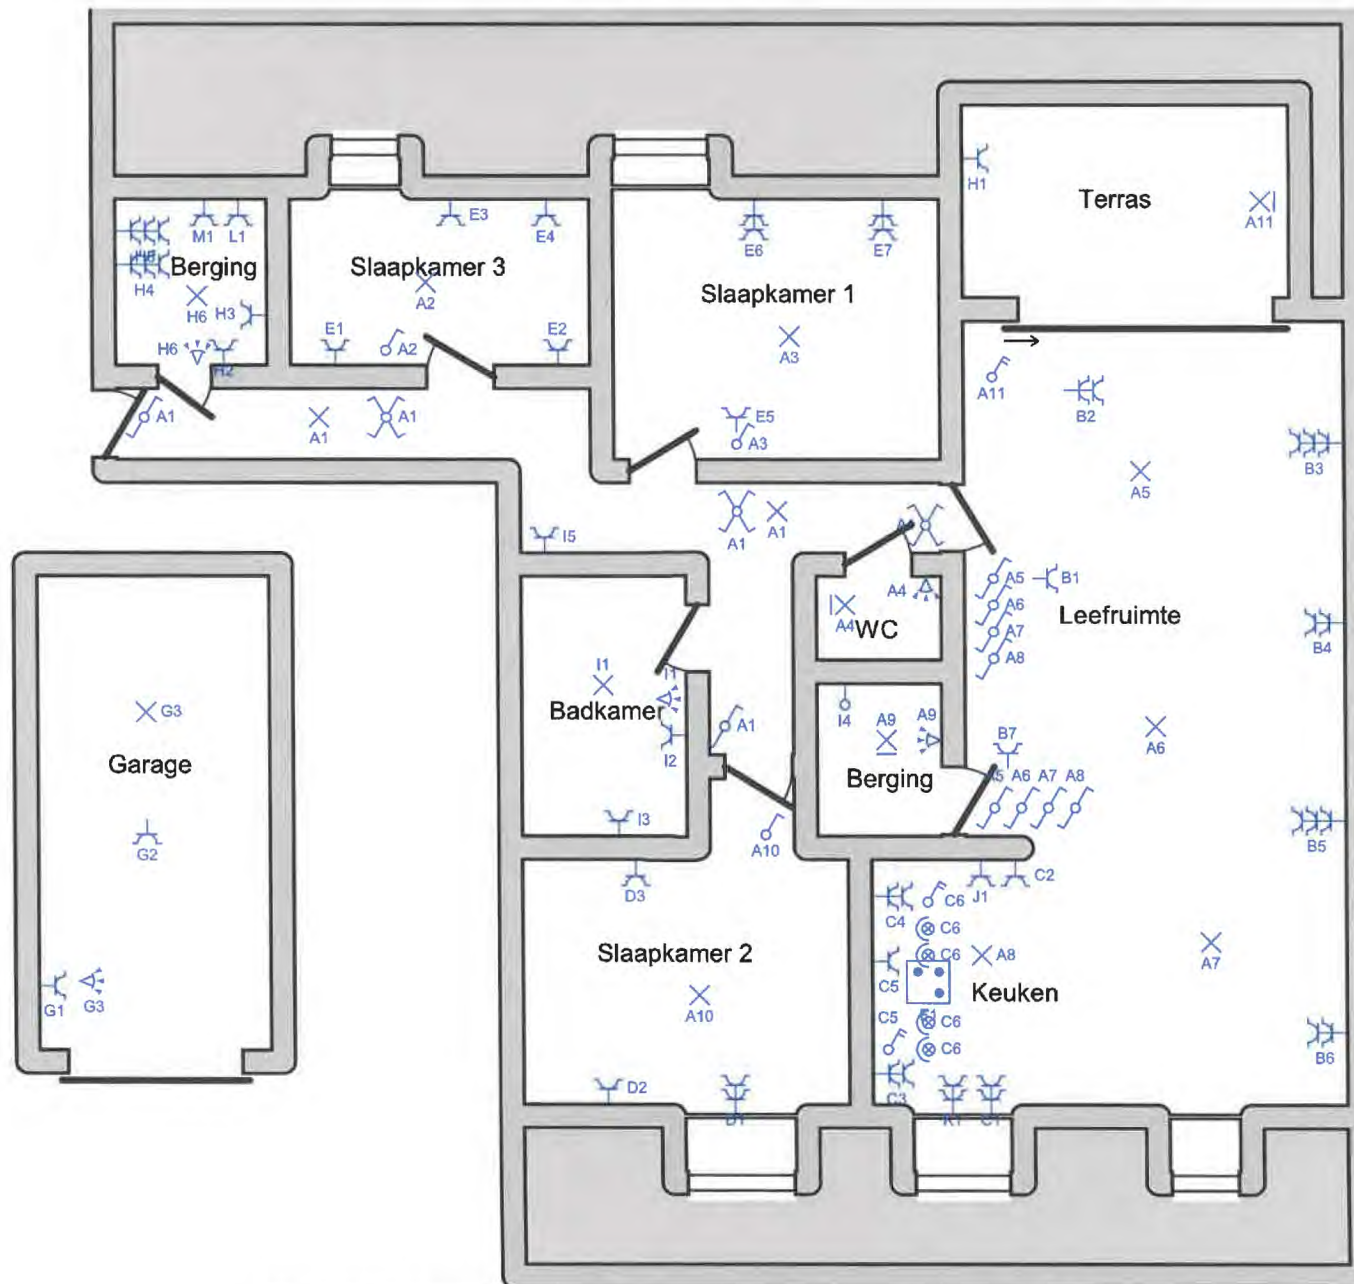 H1
Terras
A11
M1
L1
E3
E4
E6
E7
Berging
Slaapkamer 3
Slaapkamer 1
H4
A2
H6
H3
A3
E1
A2
E2
H6
H2
A11
B2
A1
A1
A1
E5
A3
B3
A5
I5
A1
A1
A4
A5
B1
A6
A4
WC
A7
Leefruimte
B4
A8
I1
I1
Badkamer
G3
I4
A9
A9
A1
I2
B7
A6
Garage
Berging
A6
A7
A8
G2
I3
A10
B5
D3
J1
C2
C4
C6
C6
Slaapkamer 2
C6
A8
A7
C5
Keuken
G1
G3
A10
C5
C6
C6
B6
D2
C3
D1
K1
C1